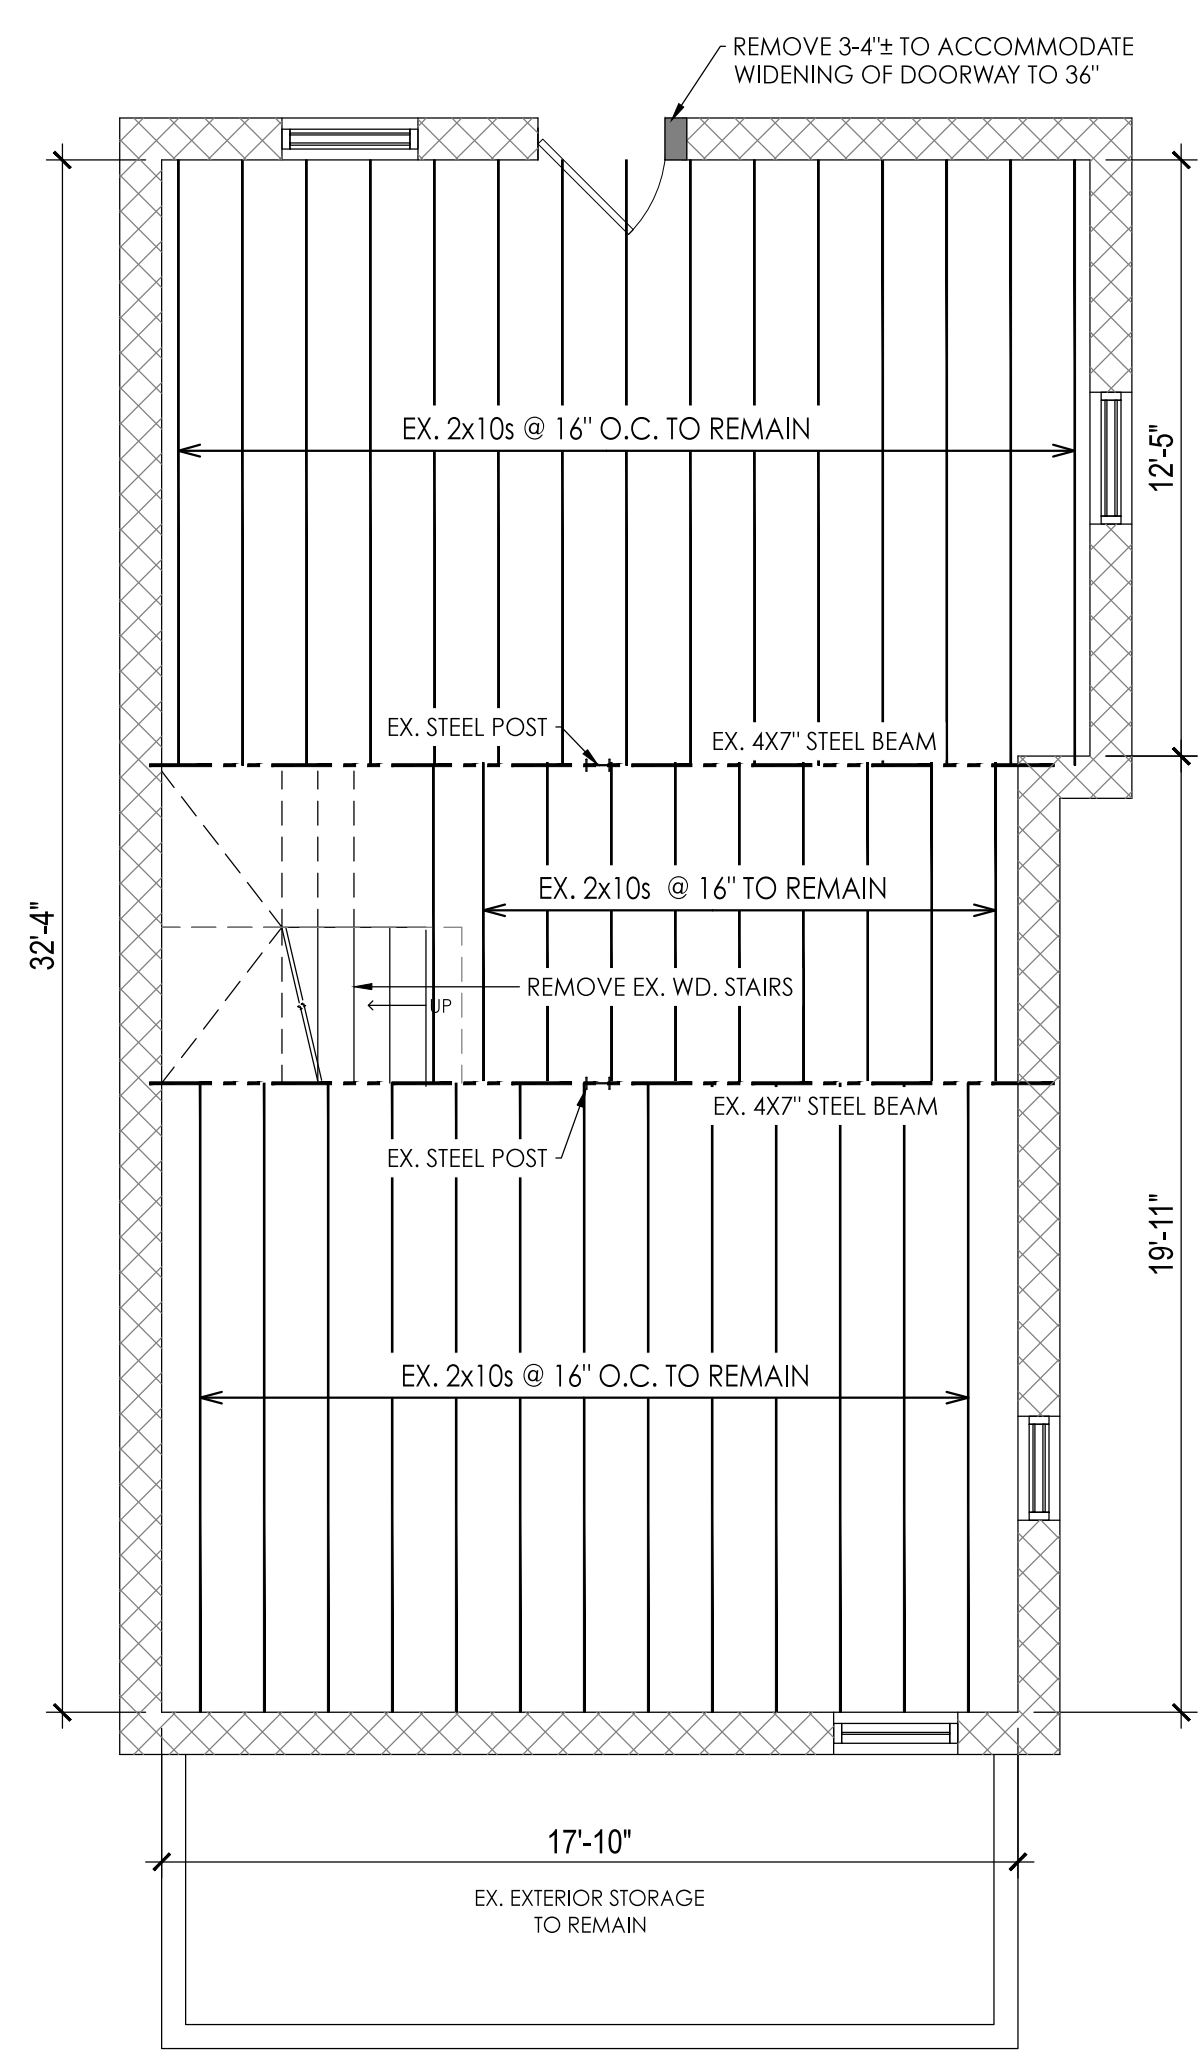 REMOVE 3-4"± TO ACCOMMODATE
WIDENING OF DOORWAY TO 36"
EX. 2x10s @ 16" O.C. TO REMAIN
12'-5"
EX. STEEL POST
EX. 4X7" STEEL BEAM
EX. 2x10s @ 16" TO REMAIN
32'-4"
REMOVE EX. WD. STAIRS
UP
EX. 4X7" STEEL BEAM
EX. STEEL POST
19'-11"
EX. 2x10s @ 16" O.C. TO REMAIN
17'-10"
EX. EXTERIOR STORAGE
TO REMAIN